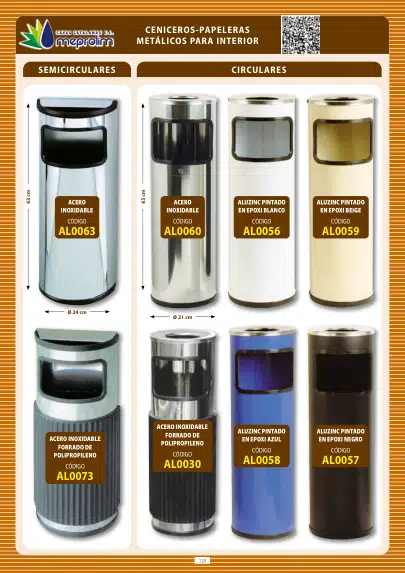 CAVAS CATALANAS S.L.
meprolim
CENICEROS-PAPELERAS
METÁLICOS PARA INTERIOR
SEMICIRCULARES
CIRCULARES
63 cm
ACERO
INOXIDABLE
CÓDIGO
AL0063
Ø 24 cm
63 cm
ACERO
INOXIDABLE
CÓDIGO
AL0060
Ø 21 cm
ALUZINC PINTADO
EN EPOXI BLANCO
CÓDIGO
AL0056
ALUZINC PINTADO
EN EPOXI BEIGE
CÓDIGO
AL0059
ACERO INOXIDABLE
FORRADO DE
POLIPROPILENO
CÓDIGO
AL0073
ACERO INOXIDABLE
FORRADO DE
POLIPROPILENO
CÓDIGO
AL0030
ALUZINC PINTADO
EN EPOXI AZUL
CÓDIGO
AL0058
ALUZINC PINTADO
EN EPOXI NEGRO
CÓDIGO
AL0057